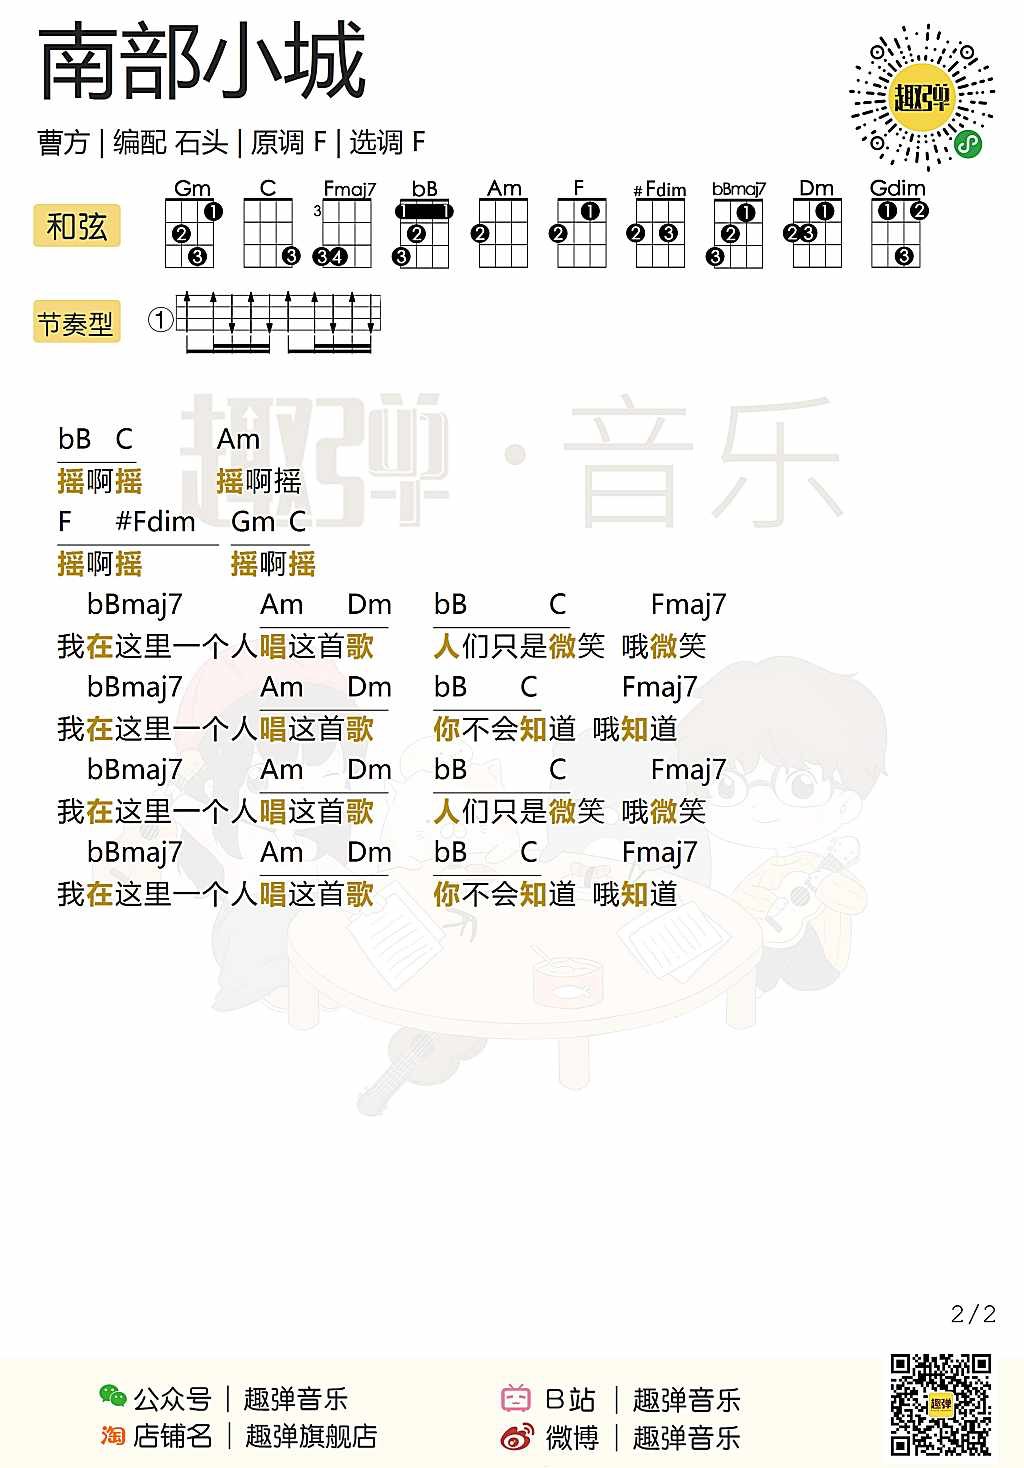 南部小城
趣弹
曹方 | 编配 石头 | 原调 F | 选调 F
和弦 Gm C Fmaj7 bB Am F #Fdim bBmaj7 Dm Gdim
3
节奏型 ①
趣弹·音乐
bB C Am
摇啊摇 摇啊摇
F #Fdim Gm C
摇啊摇 摇啊摇
bBmaj7 Am Dm bB C Fmaj7
我在这里一个人唱这首歌 人们只是微笑 哦微笑
bBmaj7 Am Dm bB C Fmaj7
我在这里一个人唱这首歌 你不会知道 哦知道
bBmaj7 Am Dm bB C Fmaj7
我在这里一个人唱这首歌 人们只是微笑 哦微笑
bBmaj7 Am Dm bB C Fmaj7
我在这里一个人唱这首歌 你不会知道 哦知道
2/2
公众号 | 趣弹音乐 B站 | 趣弹音乐
淘 店铺名 | 趣弹旗舰店 微博 | 趣弹音乐
趣弹